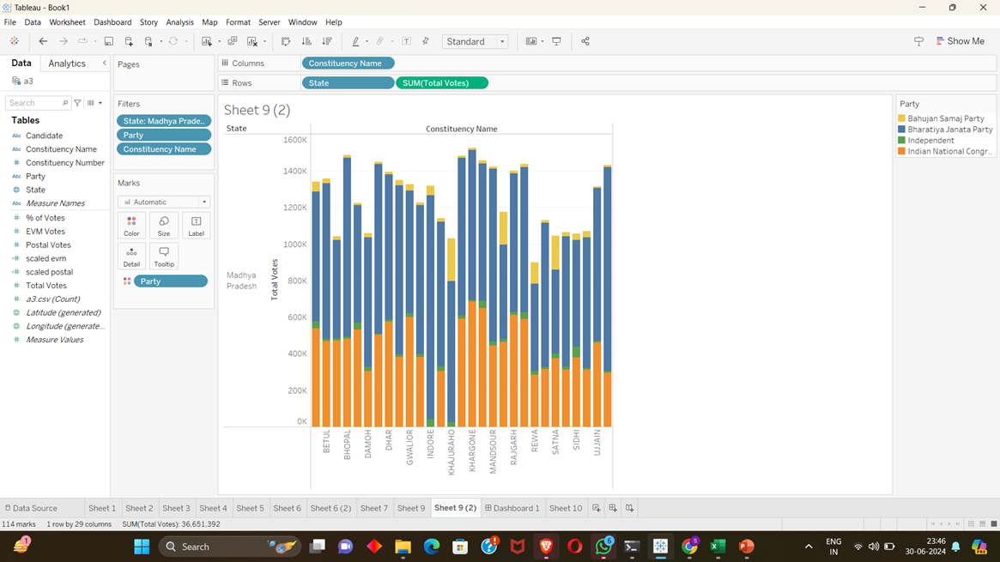 Tableau - Book1
File Data Worksheet Dashboard Story Analysis Map Format Server Window Help
Standard
Show Me
Data Analytics
a3
Search
Tables
Abc Candidate
Abc Constituency Name
# Constituency Number
Abc Party
State
Abc Measure Names
# % of Votes
# EVM Votes
# Postal Votes
=# scaled evm
=# scaled postal
# Total Votes
# a3.csv (Count)
Latitude (generated)
Longitude (generate...
# Measure Values
Pages
Filters
State: Madhya Prade..
Party
Constituency Name
Marks
Automatic
Color Size Label
Detail Tooltip
Party
iii Columns Constituency Name
Rows State SUM(Total Votes)
Sheet 9 (2)
State
Constituency Name
Madhya
Pradesh
Total Votes
1600K
1400K
1200K
1000K
800K
600K
400K
200K
0K
BETUL
BHOPAL
DAMOH
DHAR
GWALIOR
INDORE
KHAJURAHO
KHARGONE
MANDSOUR
RAJGARH
REWA
SATNA
SIDHI
UJJAIN
Party
Bahujan Samaj Party
Bharatiya Janata Party
Independent
Indian National Congr...
Data Source Sheet 1 Sheet 2 Sheet 3 Sheet 4 Sheet 5 Sheet 6 Sheet 6 (2) Sheet 7 Sheet 9 Sheet 9 (2) Dashboard 1 Sheet 10
114 marks 1 row by 29 columns SUM(Total Votes): 36,651,392
1
Search
6
S
ENG
IN
23:46
30-06-2024
PRE